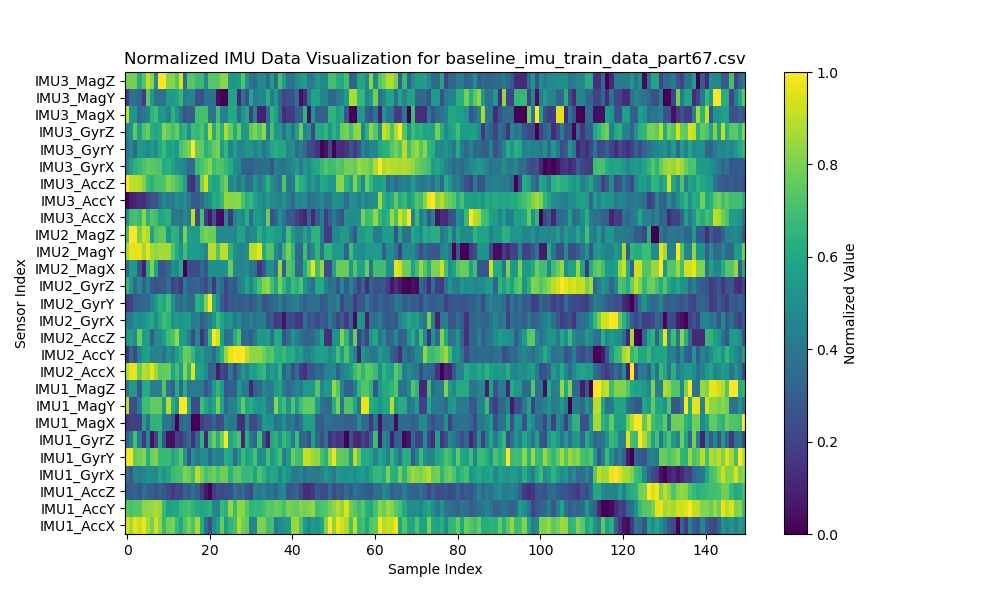 Normalized IMU Data Visualization for baseline_imu_train_data_part67.csv
IMU3_MagZ
IMU3_MagY
IMU3_MagX
IMU3_GyrZ
IMU3_GyrY
IMU3_GyrX
IMU3_AccZ
IMU3_AccY
IMU3_AccX
IMU2_MagZ
IMU2_MagY
IMU2_MagX
IMU2_GyrZ
IMU2_GyrY
IMU2_GyrX
IMU2_AccZ
IMU2_AccY
IMU2_AccX
IMU1_MagZ
IMU1_MagY
IMU1_MagX
IMU1_GyrZ
IMU1_GyrY
IMU1_GyrX
IMU1_AccZ
IMU1_AccY
IMU1_AccX
Sensor Index
0 20 40 60 80 100 120 140
Sample Index
1.0
0.8
0.6
0.4
0.2
0.0
Normalized Value